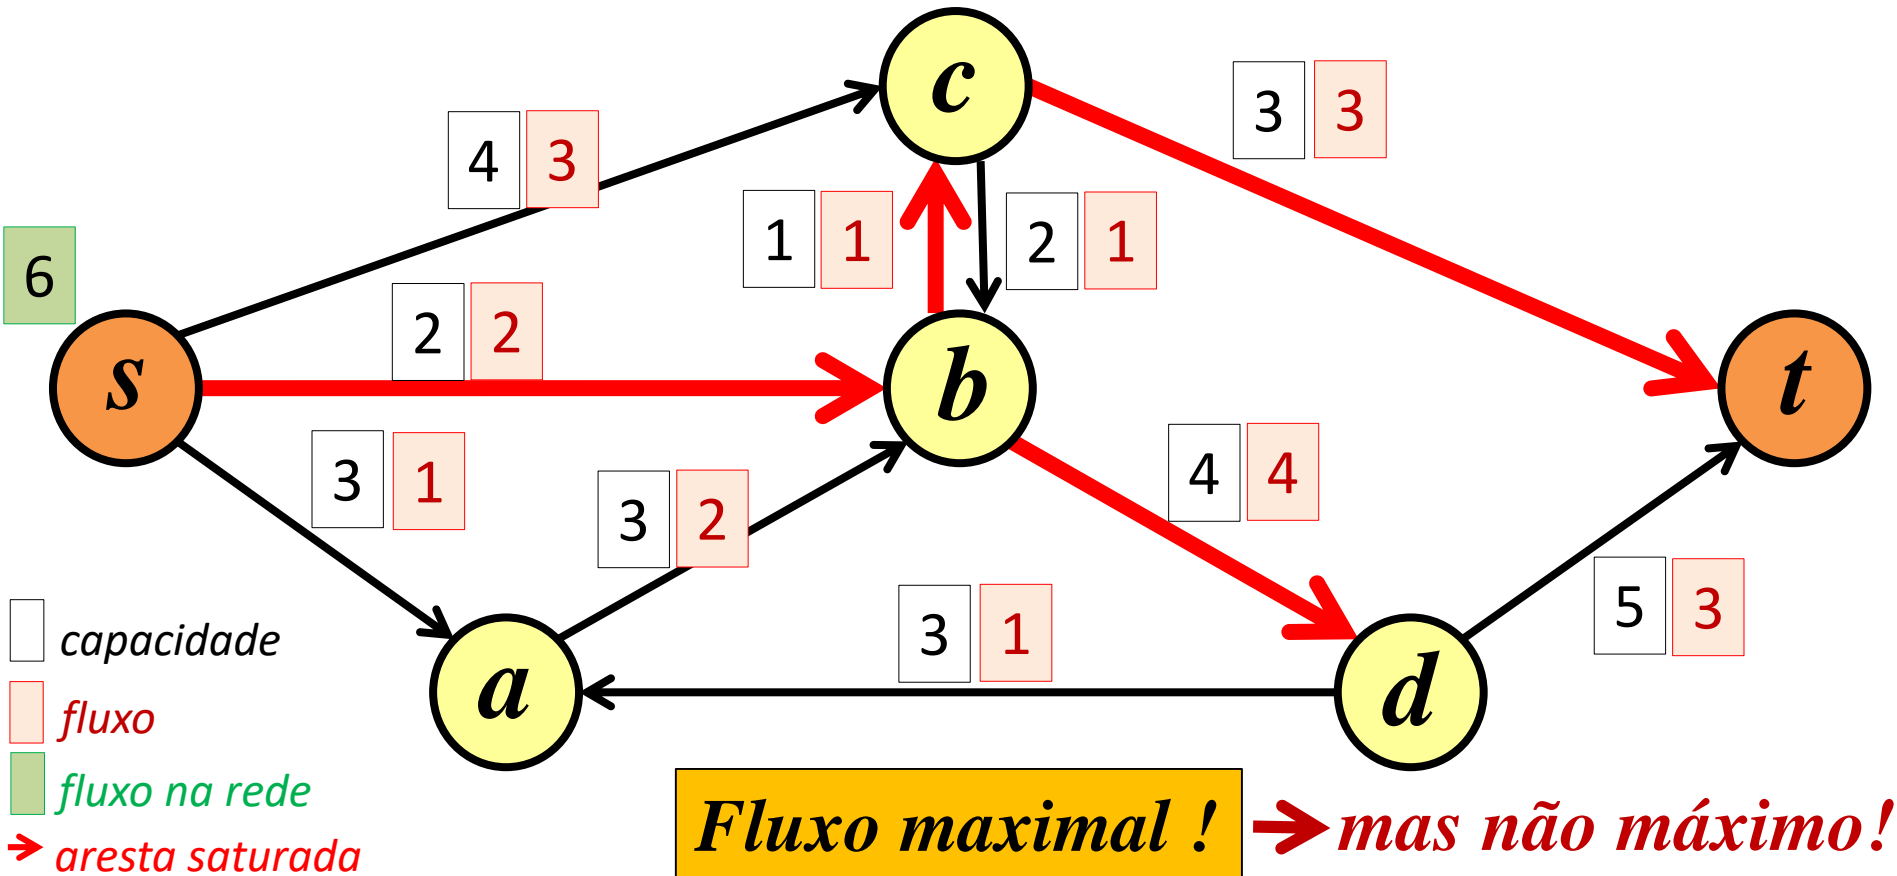 c
3 3
4 3
1 1
2 1
6
2 2
s
b
t
3 1
3 2
4 4
3 1
5 3
capacidade
a
d
fluxo
fluxo na rede
Fluxo maximal ! mas não máximo!
aresta saturada